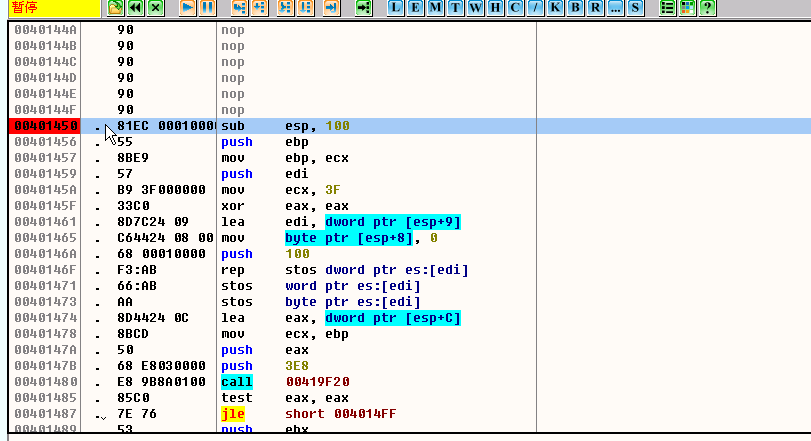 暂停 L E M T W H C / K B R ... S ?
0040144A 90 nop
0040144B 90 nop
0040144C 90 nop
0040144D 90 nop
0040144E 90 nop
0040144F 90 nop
00401450 . 81EC 00010000 sub esp, 100
00401456 . 55 push ebp
00401457 . 8BE9 mov ebp, ecx
00401459 . 57 push edi
0040145A . B9 3F000000 mov ecx, 3F
0040145F . 33C0 xor eax, eax
00401461 . 8D7C24 09 lea edi, dword ptr [esp+9]
00401465 . C64424 08 00 mov byte ptr [esp+8], 0
0040146A . 68 00010000 push 100
0040146F . F3:AB rep stos dword ptr es:[edi]
00401471 . 66:AB stos word ptr es:[edi]
00401473 . AA stos byte ptr es:[edi]
00401474 . 8D4424 0C lea eax, dword ptr [esp+C]
00401478 . 8BCD mov ecx, ebp
0040147A . 50 push eax
0040147B . 68 E8030000 push 3E8
00401480 . E8 9B8A0100 call 00419F20
00401485 . 85C0 test eax, eax
00401487 . 7E 76 jle short 004014FF
00401489 . 53 push ebx